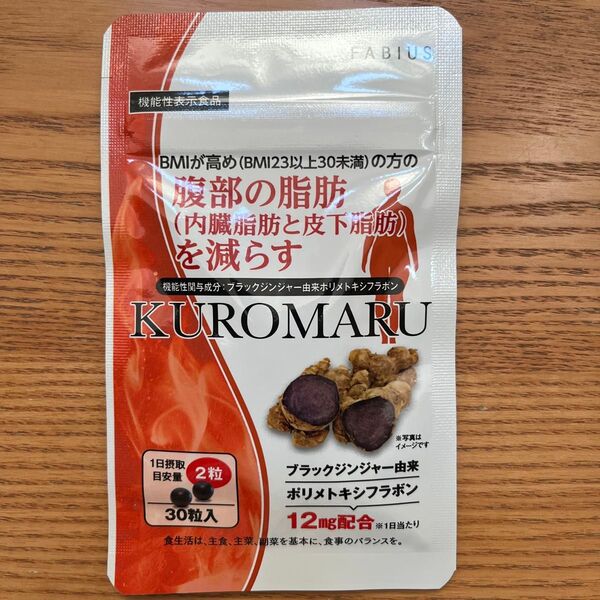 FABIUS
機能性表示食品
BMIが高め(BMI23以上30未満)の方の
腹部の脂肪
(内臓脂肪と皮下脂肪)
を減らす
機能性関与成分:ブラックジンジャー由来ポリメトキシフラボン
KUROMARU
※写真は
イメージです
1日摂取
目安量
2粒
30粒入
ブラックジンジャー由来
ポリメトキシフラボン
12mg配合※1日当たり
食生活は、主食、主菜、副菜を基本に、食事のバランスを。